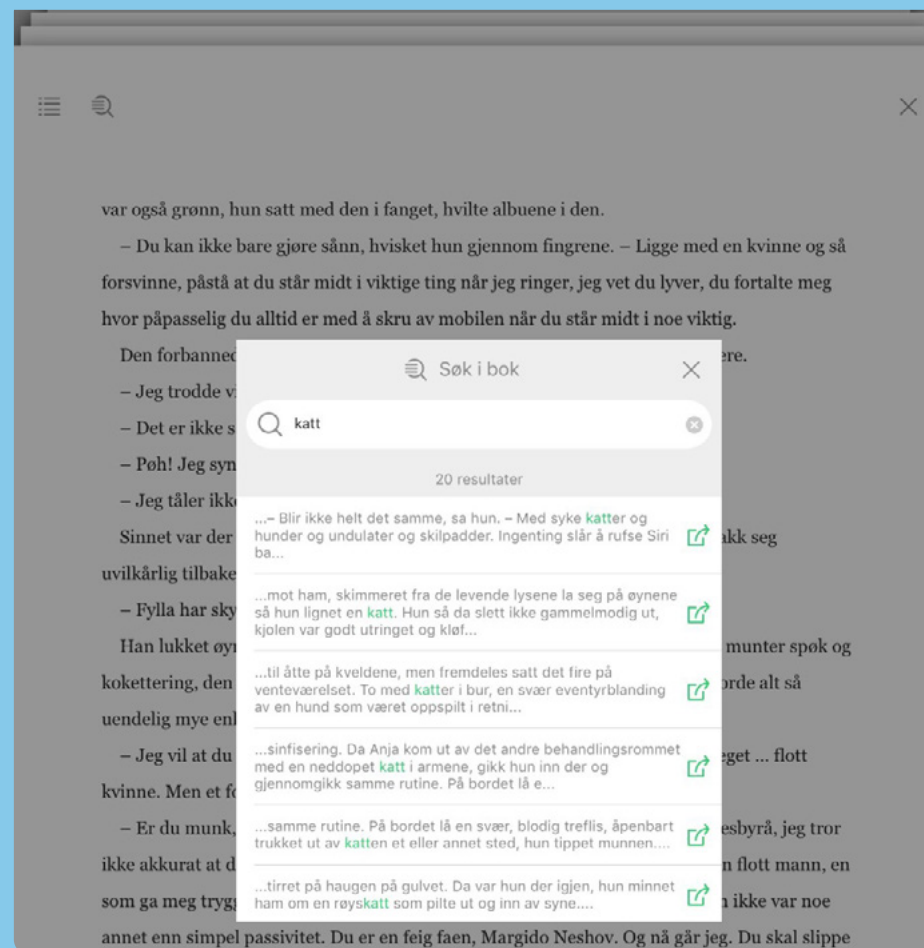 var også grønn, hun satt med den i fanget, hvilte albuene i den.
– Du kan ikke bare gjøre sånn, hvisket hun gjennom fingrene. – Ligge med en kvinne og så
forsvinne, påstå at du står midt i viktige ting når jeg ringer, jeg vet du lyver, du fortalte meg
hvor påpasselig du alltid er med å skru av mobilen når du står midt i noe viktig.
Den
– Jeg trodde
– Det er ikke
– Pøh! Jeg
– Jeg tåler
Sinnet var der
seg
uvilkårlig
– Fylla har
Han lukket
munter spøk og
kokettering, den
alt så
uendelig mye
– Jeg vil at du
... flott
kvinne. Men et
– Er du munk,
jeg tror
ikke akkurat at
flott mann, en
som ga meg
ikke var noe
annet enn simpel passivitet. Du er en feig faen, Margido Neshov. Og nå går jeg. Du skal slippe
Søk i bok
katt
20 resultater
...– Blir ikke helt det samme, sa hun. – Med syke katter og
hunder og undulater og skilpadder. Ingenting slår å rufse Siri
ba...
...mot ham, skimmeret fra de levende lysene la seg på øynene
så hun lignet en katt. Hun så da slett ikke gammelmodig ut,
kjolen var godt utringet og kløf...
...til åtte på kveldene, men fremdeles satt det fire på
venteværelset. To med katter i bur, en svær eventyrblanding
av en hund som været oppspilt i retni...
...sinfisering. Da Anja kom ut av det andre behandlingsrommet
med en neddopet katt i armene, gikk hun inn der og
gjennomgikk samme rutine. På bordet lå e...
...samme rutine. På bordet lå en svær, blodig treflis, åpenbart
trukket ut av katten et eller annet sted, hun tippet munnen....
...tirret på haugen på gulvet. Da var hun der igjen, hun minnet
ham om en røyskatt som pilte ut og inn av syne....